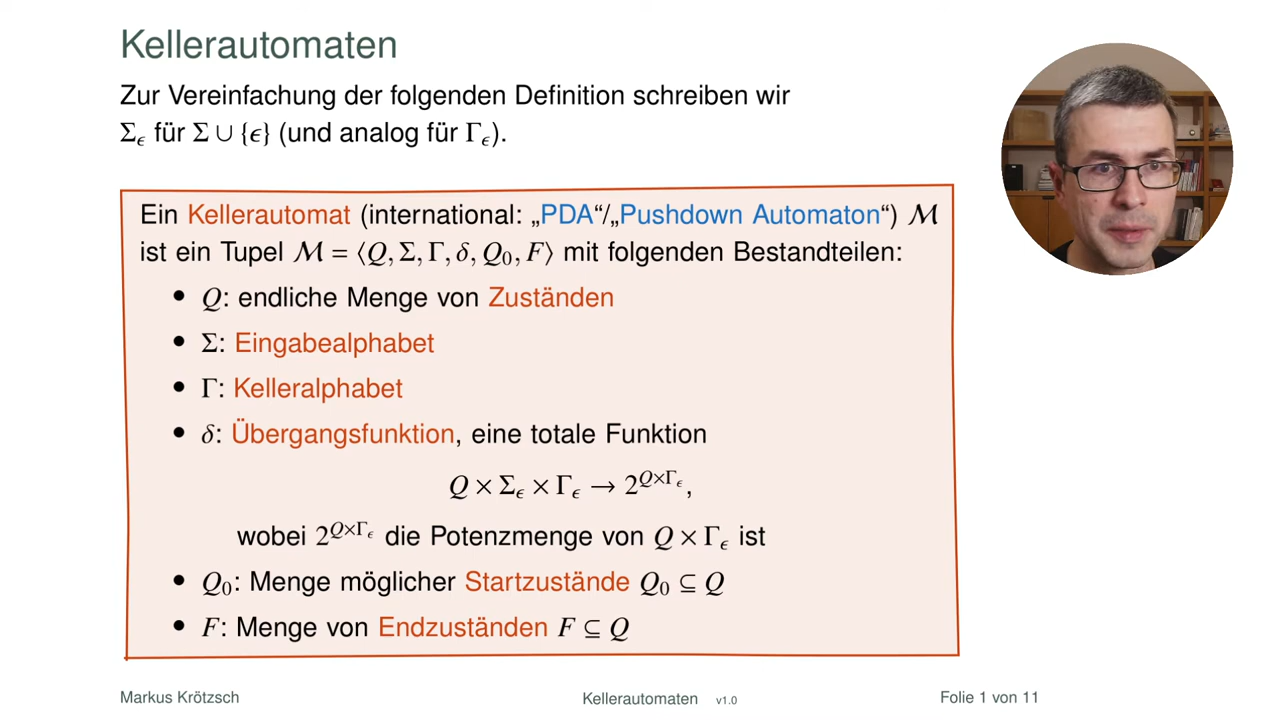 Kellerautomaten
Zur Vereinfachung der folgenden Definition schreiben wir
Σ_ϵ für Σ ∪ {ϵ} (und analog für Γ_ϵ).
Ein Kellerautomat (international: „PDA“/„Pushdown Automaton“) ℳ
ist ein Tupel ℳ = ⟨Q, Σ, Γ, δ, Q₀, F⟩ mit folgenden Bestandteilen:
• Q: endliche Menge von Zuständen
• Σ: Eingabealphabet
• Γ: Kelleralphabet
• δ: Übergangsfunktion, eine totale Funktion
Q × Σ_ϵ × Γ_ϵ → 2^{Q×Γ_ϵ},
wobei 2^{Q×Γ_ϵ} die Potenzmenge von Q × Γ_ϵ ist
• Q₀: Menge möglicher Startzustände Q₀ ⊆ Q
• F: Menge von Endzuständen F ⊆ Q
Markus Krötzsch Kellerautomaten v1.0 Folie 1 von 11